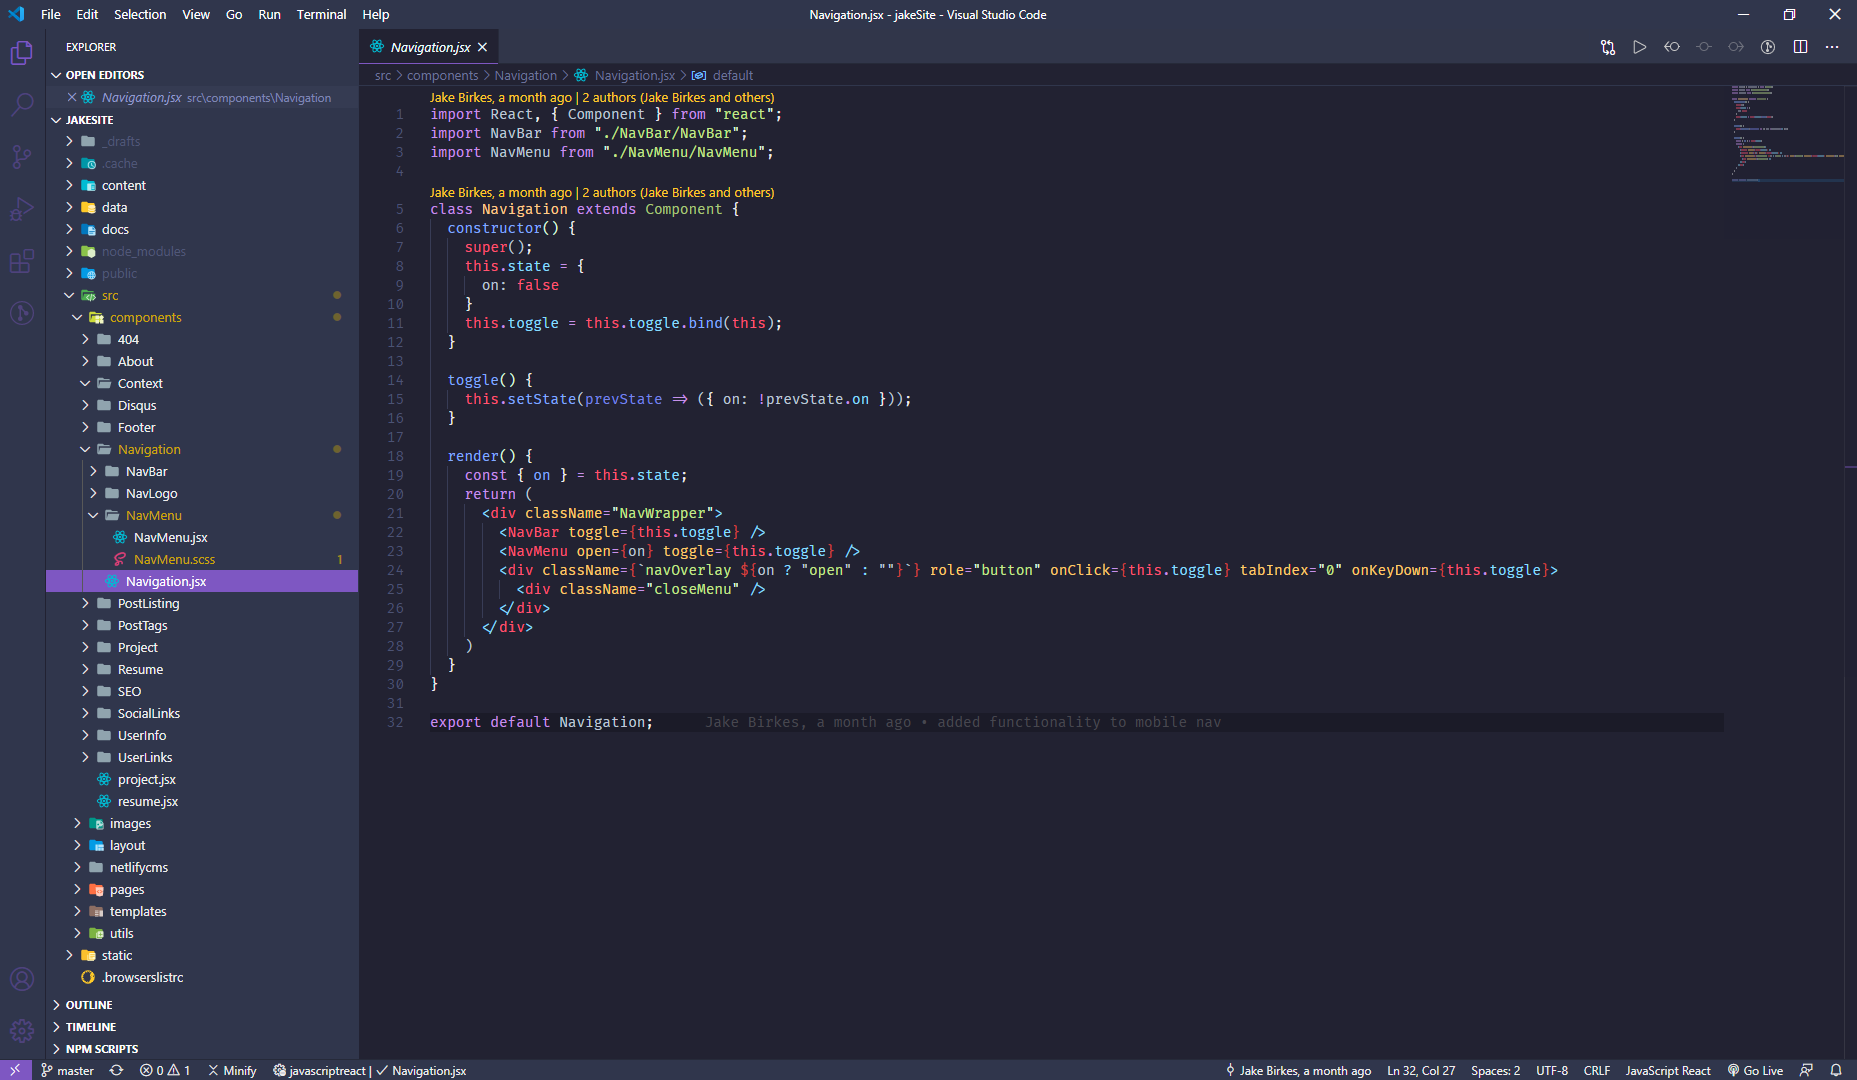 File Edit Selection View Go Run Terminal Help
Navigation.jsx - jakeSite - Visual Studio Code
EXPLORER
OPEN EDITORS
Navigation.jsx src\components\Navigation
JAKESITE
_drafts
.cache
content
data
docs
node_modules
public
src
components
404
About
Context
Disqus
Footer
Navigation
NavBar
NavLogo
NavMenu
NavMenu.jsx
NavMenu.scss 1
Navigation.jsx
PostListing
PostTags
Project
Resume
SEO
SocialLinks
UserInfo
UserLinks
project.jsx
resume.jsx
images
layout
netlifycms
pages
templates
utils
static
.browserslistrc
OUTLINE
TIMELINE
NPM SCRIPTS
Navigation.jsx
src > components > Navigation > Navigation.jsx > default
Jake Birkes, a month ago | 2 authors (Jake Birkes and others)
1 import React, { Component } from "react";
2 import NavBar from "./NavBar/NavBar";
3 import NavMenu from "./NavMenu/NavMenu";
4
Jake Birkes, a month ago | 2 authors (Jake Birkes and others)
5 class Navigation extends Component {
6 constructor() {
7 super();
8 this.state = {
9 on: false
10 }
11 this.toggle = this.toggle.bind(this);
12 }
13
14 toggle() {
15 this.setState(prevState => ({ on: !prevState.on }));
16 }
17
18 render() {
19 const { on } = this.state;
20 return (
21 <div className="NavWrapper">
22 <NavBar toggle={this.toggle} />
23 <NavMenu open={on} toggle={this.toggle} />
24 <div className={`navOverlay ${on ? "open" : ""}`} role="button" onClick={this.toggle} tabIndex="0" onKeyDown={this.toggle}>
25 <div className="closeMenu" />
26 </div>
27 </div>
28 )
29 }
30 }
31
32 export default Navigation; Jake Birkes, a month ago • added functionality to mobile nav
master 0 1 Minify javascriptreact | ✓ Navigation.jsx
Jake Birkes, a month ago Ln 32, Col 27 Spaces: 2 UTF-8 CRLF JavaScript React Go Live